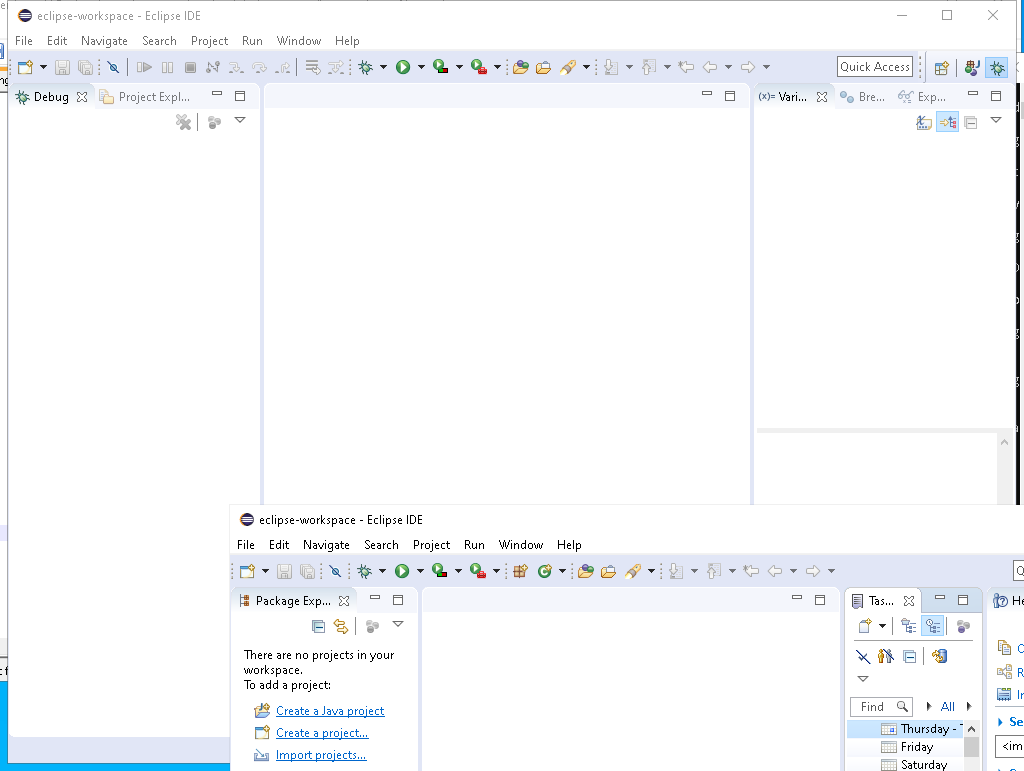 eclipse-workspace - Eclipse IDE
File Edit Navigate Search Project Run Window Help
Quick Access
Debug Project Expl... (x)= Vari... Bre... Exp...
eclipse-workspace - Eclipse IDE
File Edit Navigate Search Project Run Window Help
Package Exp... Tas... He
There are no projects in your
workspace.
To add a project:
Create a Java project
Create a project...
Import projects...
Find All
Thursday -
Friday
Saturday
Se
<im